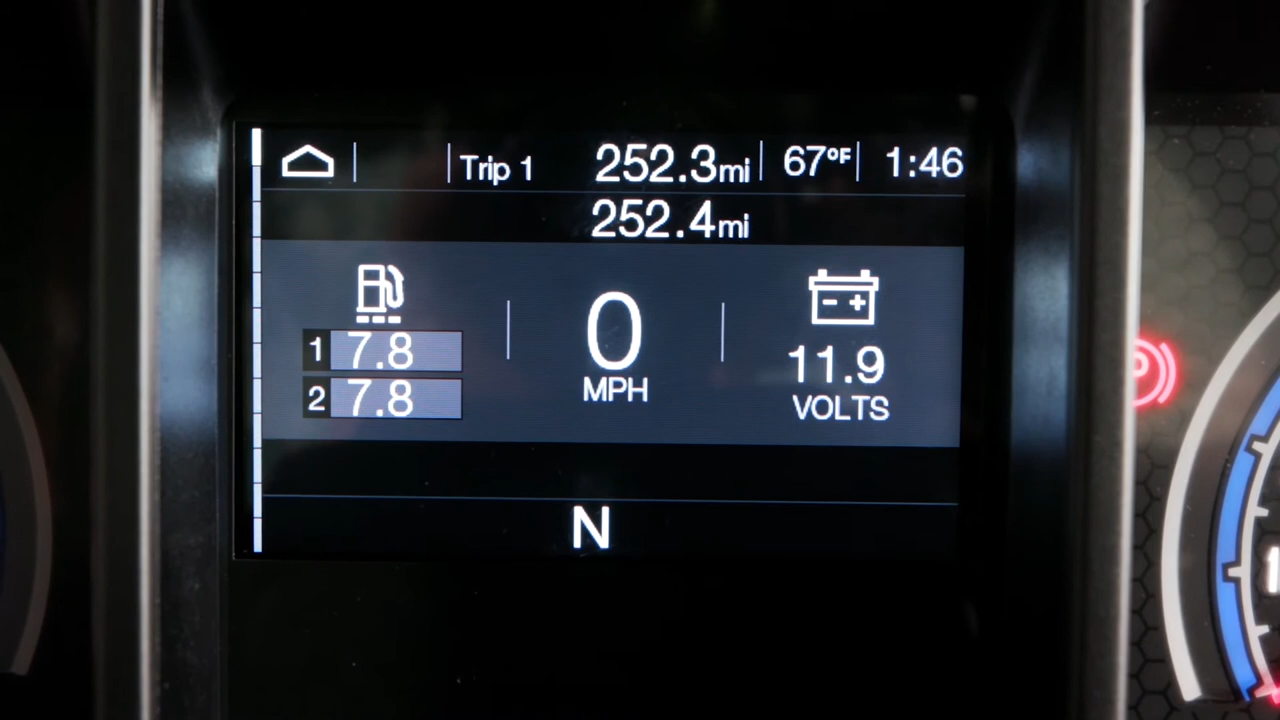 Trip 1 252.3mi 67°F 1:46
252.4mi
1 7.8
2 7.8
0
MPH
11.9
VOLTS
N